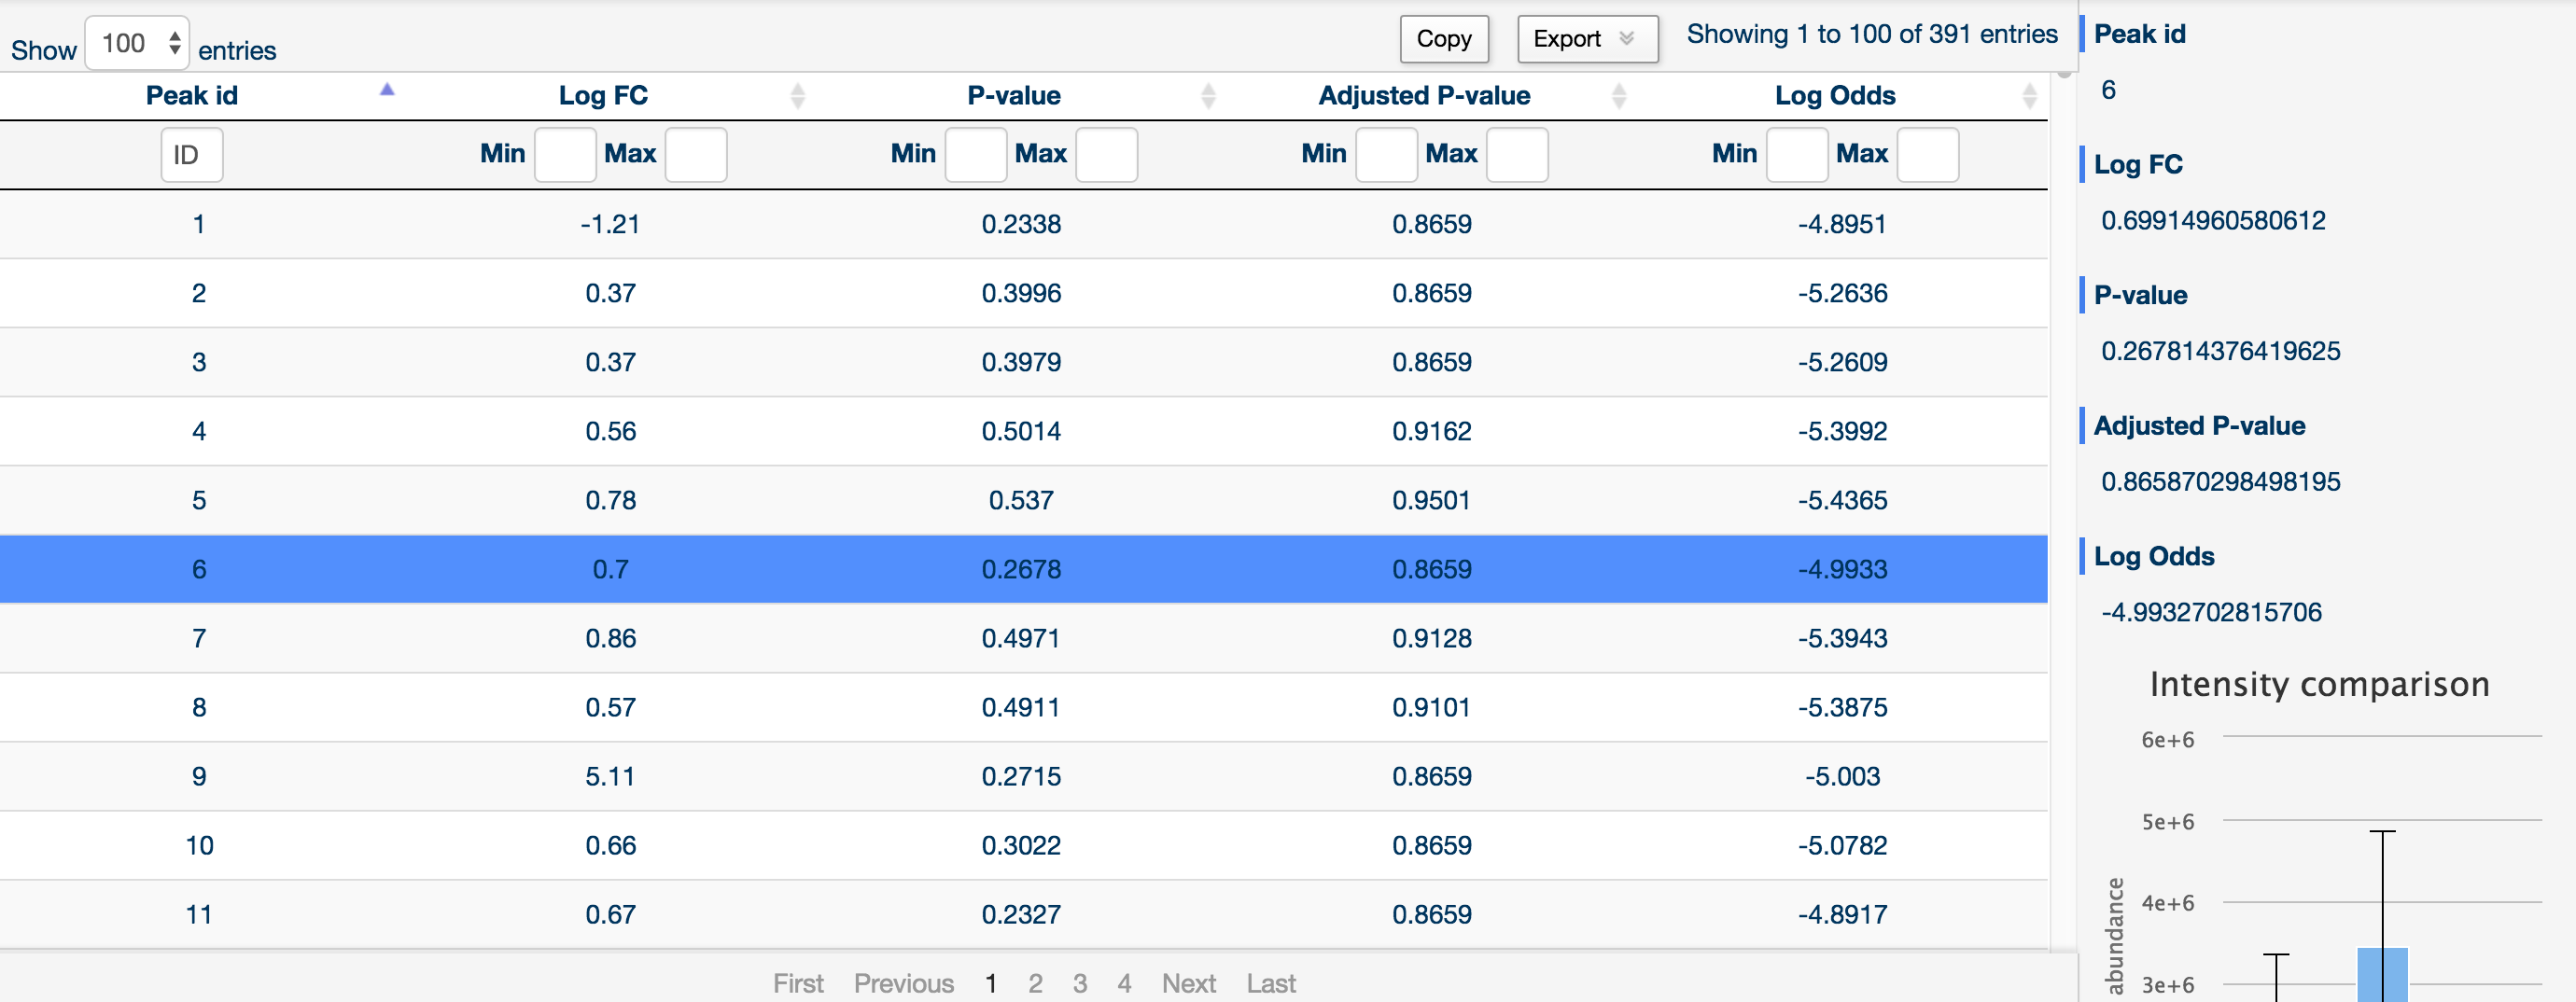 Show 100 entries Copy Export Showing 1 to 100 of 391 entries
Peak id Log FC P-value Adjusted P-value Log Odds
ID Min Max Min Max Min Max Min Max
1 -1.21 0.2338 0.8659 -4.8951
2 0.37 0.3996 0.8659 -5.2636
3 0.37 0.3979 0.8659 -5.2609
4 0.56 0.5014 0.9162 -5.3992
5 0.78 0.537 0.9501 -5.4365
6 0.7 0.2678 0.8659 -4.9933
7 0.86 0.4971 0.9128 -5.3943
8 0.57 0.4911 0.9101 -5.3875
9 5.11 0.2715 0.8659 -5.003
10 0.66 0.3022 0.8659 -5.0782
11 0.67 0.2327 0.8659 -4.8917
First Previous 1 2 3 4 Next Last
Peak id
6
Log FC
0.69914960580612
P-value
0.267814376419625
Adjusted P-value
0.865870298498195
Log Odds
-4.9932702815706
Intensity comparison
6e+6
5e+6
4e+6
3e+6
abundance